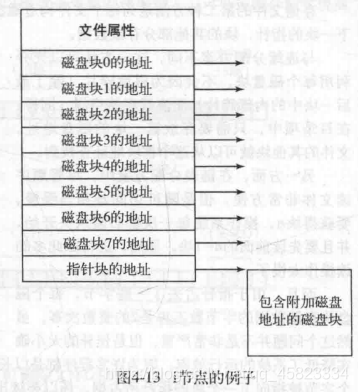 文件属性
磁盘块0的地址
磁盘块1的地址
磁盘块2的地址
磁盘块3的地址
磁盘块4的地址
磁盘块5的地址
磁盘块6的地址
磁盘块7的地址
指针块的地址
包含附加磁盘
地址的磁盘块
图4-13 i节点的例子